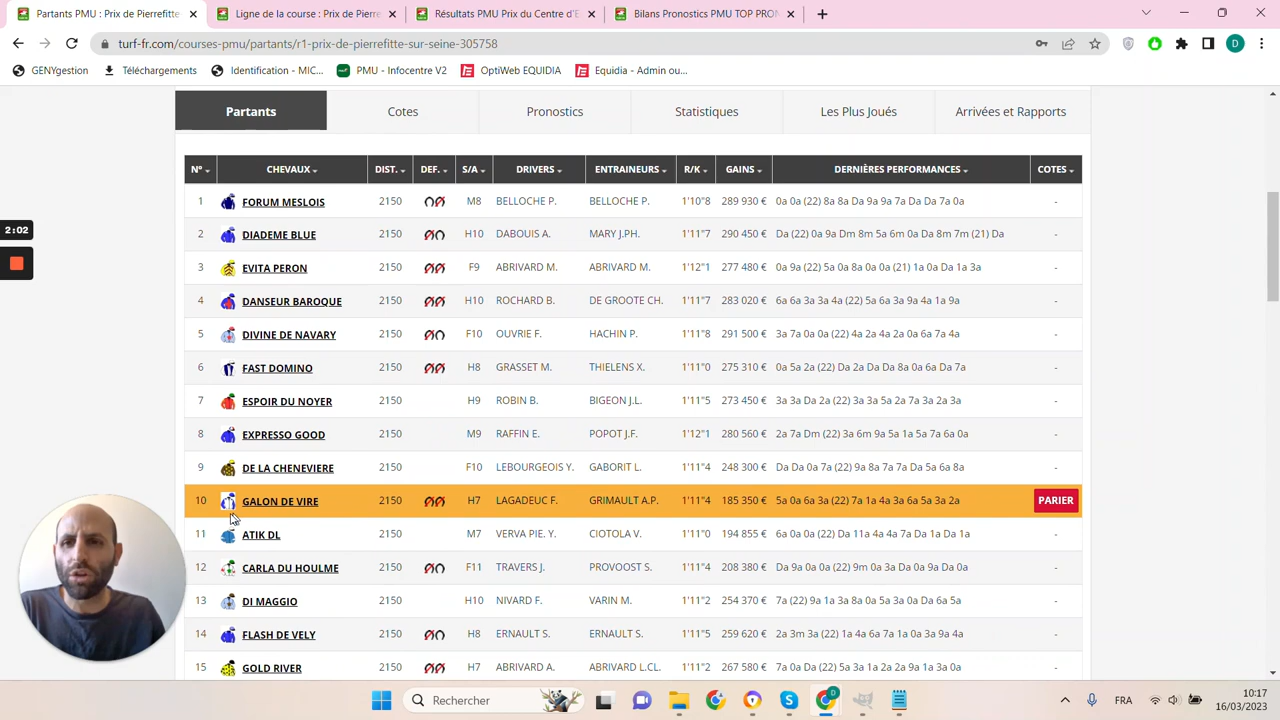 Partants PMU : Prix de Pierrefitte
Ligne de la course : Prix de Pierre
Résultats PMU Prix du Centre d'E
Bilans Pronostics PMU TOP PRON
turf-fr.com/courses-pmu/partants/r1-prix-de-pierrefitte-sur-seine-305758
D
GENYgestion
Téléchargements
Identification - MIC...
PMU - Infocentre V2
OptiWeb EQUIDIA
Equidia - Admin ou...
Partants Cotes Pronostics Statistiques Les Plus Joués Arrivées et Rapports
N° CHEVAUX DIST. DEF. S/A DRIVERS ENTRAINEURS R/K GAINS DERNIÈRES PERFORMANCES COTES
1 FORUM MESLOIS 2150 M8 BELLOCHE P. BELLOCHE P. 1'10"8 289 930 € 0a 0a (22) 8a 8a Da 9a 9a 7a Da Da 7a 0a -
2 DIADEME BLUE 2150 H10 DABOUIS A. MARY J.PH. 1'11"7 290 450 € Da (22) 0a 9a Dm 8m 5a 6m 0a Da 8m 7m (21) Da -
3 EVITA PERON 2150 F9 ABRIVARD M. ABRIVARD M. 1'12"1 277 480 € 0a 9a (22) 5a 0a 8a 0a 0a (21) 1a 0a Da 1a 3a -
4 DANSEUR BAROQUE 2150 H10 ROCHARD B. DE GROOTE CH. 1'11"7 283 020 € 6a 6a 3a 3a 4a (22) 5a 6a 3a 9a 4a 1a 9a -
5 DIVINE DE NAVARY 2150 F10 OUVRIE F. HACHIN P. 1'11"8 291 500 € 3a 7a 0a 0a (22) 4a 2a 4a 2a 0a 6a 7a 4a -
6 FAST DOMINO 2150 H8 GRASSET M. THIELENS X. 1'11"0 275 310 € 0a 5a 2a (22) Da 2a Da Da 8a 0a 6a Da 7a -
7 ESPOIR DU NOYER 2150 H9 ROBIN B. BIGEON J.L. 1'11"5 273 450 € 3a 3a Da 2a (22) 3a 3a 5a 2a 7a 3a 2a 3a -
8 EXPRESSO GOOD 2150 M9 RAFFIN E. POPOT J.F. 1'12"1 280 560 € 2a 7a Dm (22) 3a 6m 9a 5a 1a 5a 1a 6a 0a -
9 DE LA CHENEVIERE 2150 F10 LEBOURGEOIS Y. GABORIT L. 1'11"4 248 300 € Da Da 0a 7a (22) 9a 8a 7a 7a Da 5a 6a 8a -
10 GALON DE VIRE 2150 H7 LAGADEUC F. GRIMAULT A.P. 1'11"4 185 350 € 5a 0a 6a 3a (22) 7a 1a 4a 3a 6a 5a 3a 2a PARIER
11 ATIK DL 2150 M7 VERVA PIE. Y. CIOTOLA V. 1'11"0 194 855 € 6a 0a 0a (22) Da 11a 4a 4a 7a Da 1a Da 1a -
12 CARLA DU HOULME 2150 F11 TRAVERS J. PROVOOST S. 1'11"4 208 380 € Da 9a 0a 0a (22) 9m 0a 3a Da 0a 9a Da 0a -
13 DI MAGGIO 2150 H10 NIVARD F. VARIN M. 1'11"2 254 370 € 7a (22) 9a 1a 3a 8a 0a 5a 3a 0a Da 6a 5a -
14 FLASH DE VELY 2150 H8 ERNAULT S. ERNAULT S. 1'11"5 259 620 € 2a 3m 3a (22) 1a 4a 6a 7a 1a 0a 3a 9a 4a -
15 GOLD RIVER 2150 H7 ABRIVARD A. ABRIVARD L.CL. 1'11"2 267 580 € 7a 0a Da (22) 5a 3a 1a 2a 2a 9a 1a 3a 0a -
2:02
Rechercher
FRA
10:17
16/03/2023